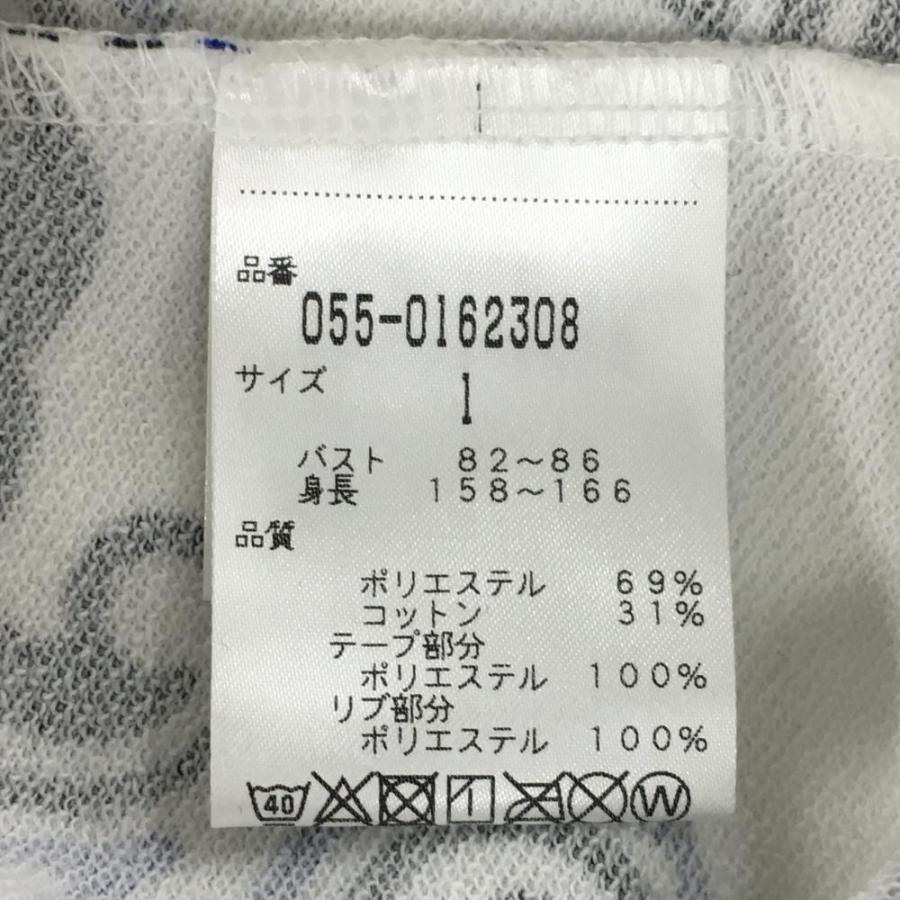 品番
055-0162308
サイズ
1
バスト 82～86
身長 158～166
品質
ポリエステル 69%
コットン 31%
テープ部分
ポリエステル 100%
リブ部分
ポリエステル 100%
40 W